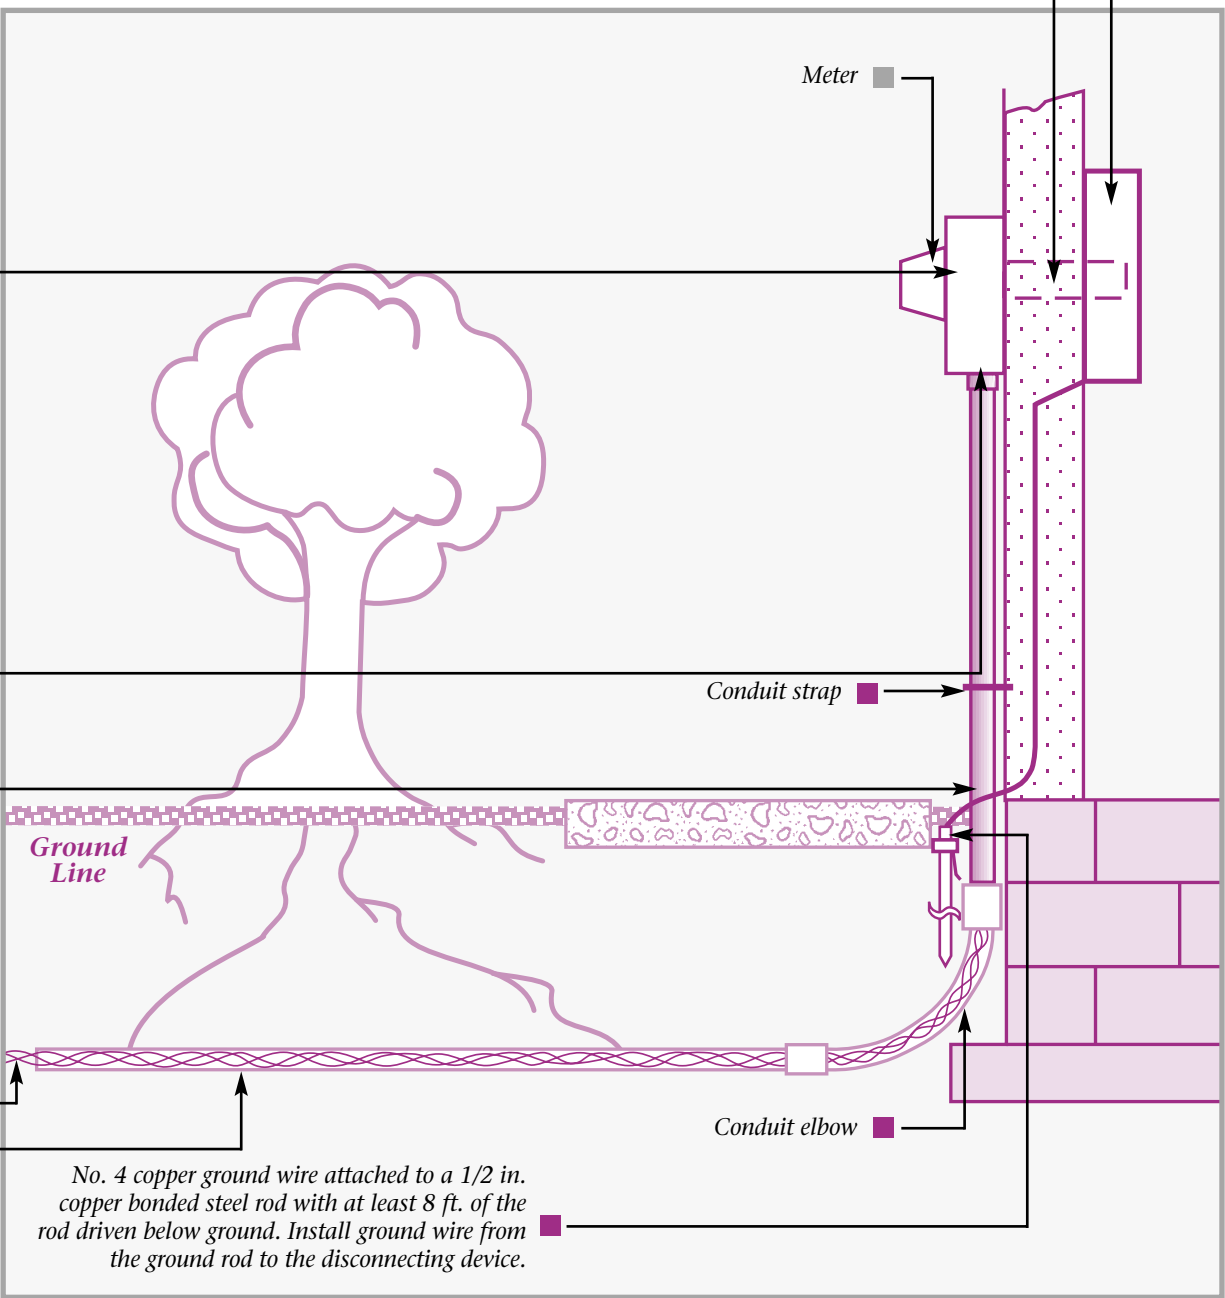 Meter
Conduit strap
Ground
Line
Conduit elbow
No. 4 copper ground wire attached to a 1/2 in.
copper bonded steel rod with at least 8 ft. of the
rod driven below ground. Install ground wire from
the ground rod to the disconnecting device.